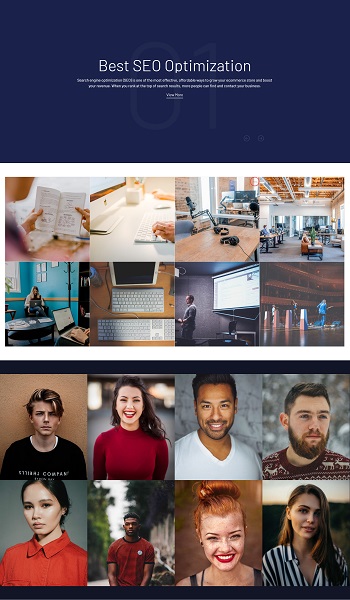 01
Best SEO Optimization
Search engine optimization (SEO) is one of the most effective, affordable ways to grow your ecommerce store and boost
your revenue. When you rank at the top of search results, more people can find and contact your business.
View More
THRILLS COMPANY